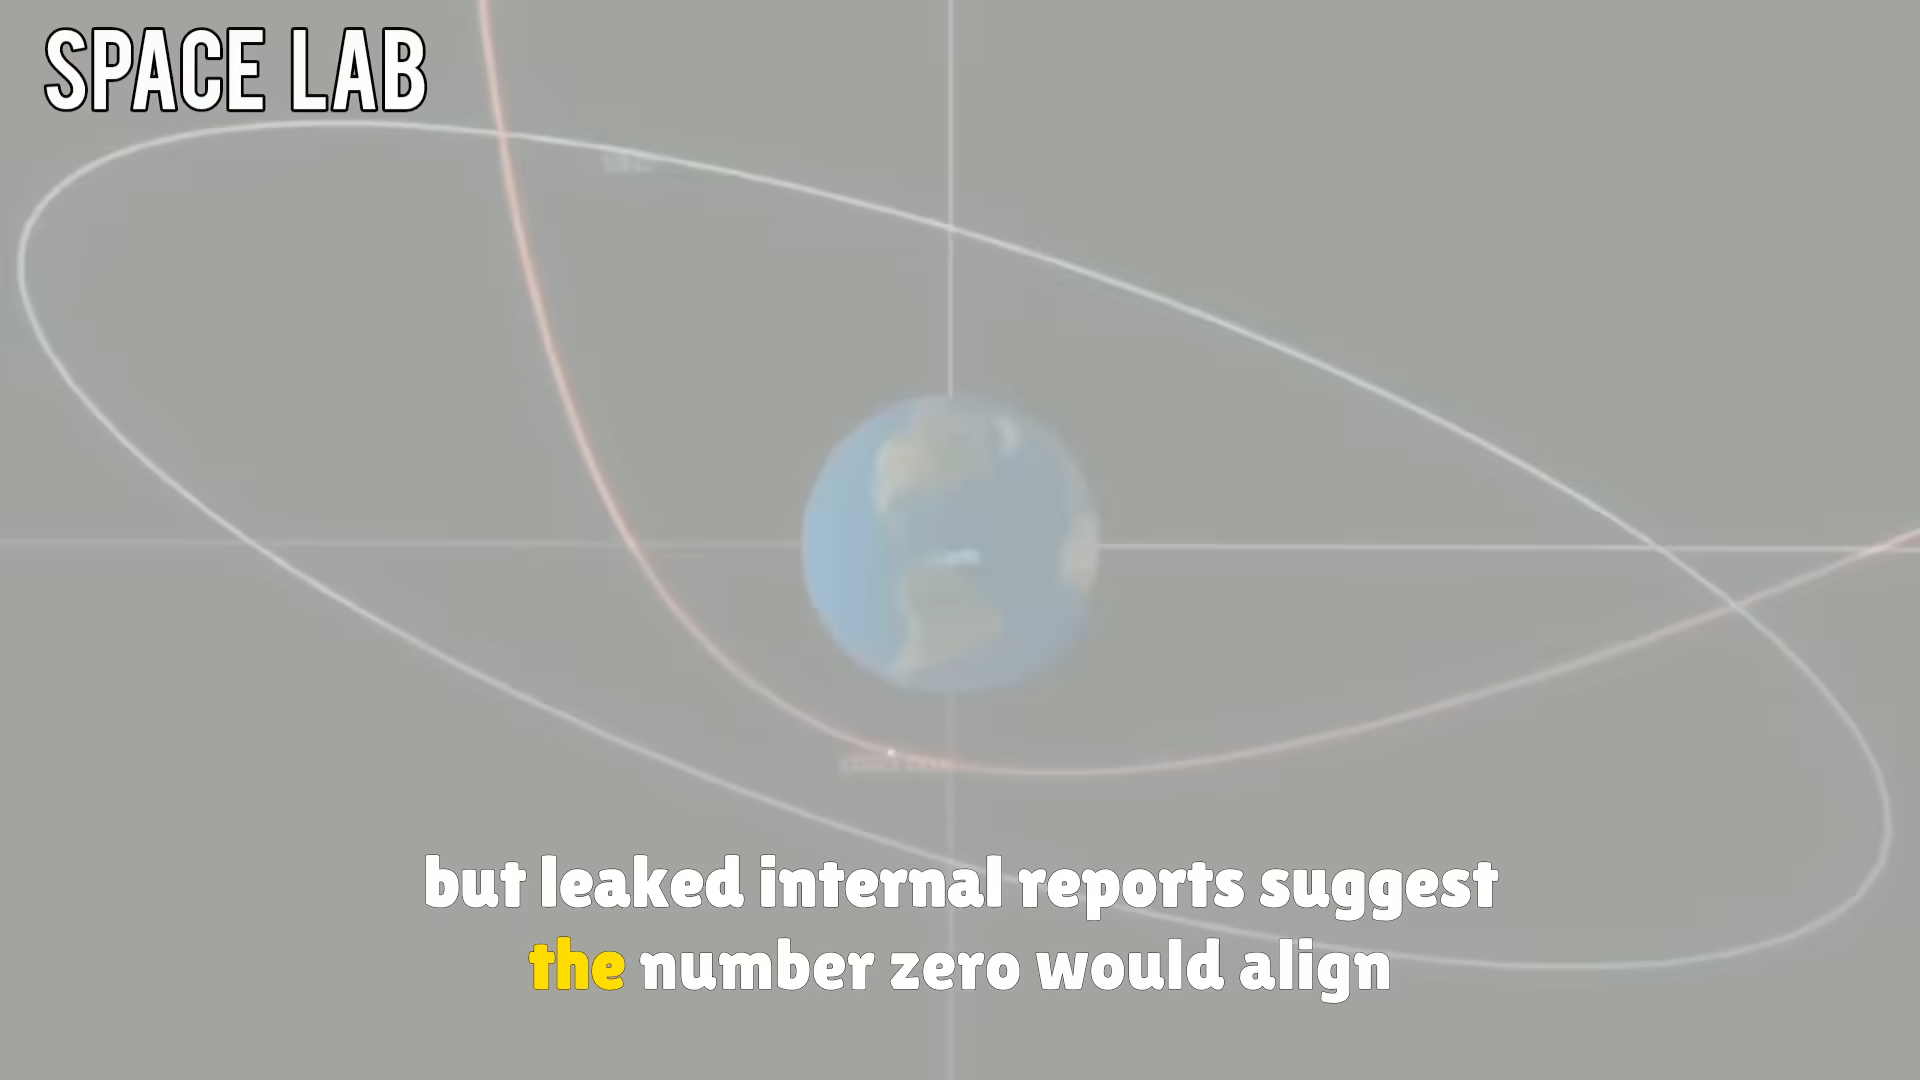 SPACE LAB
but leaked internal reports suggest
the number zero would align